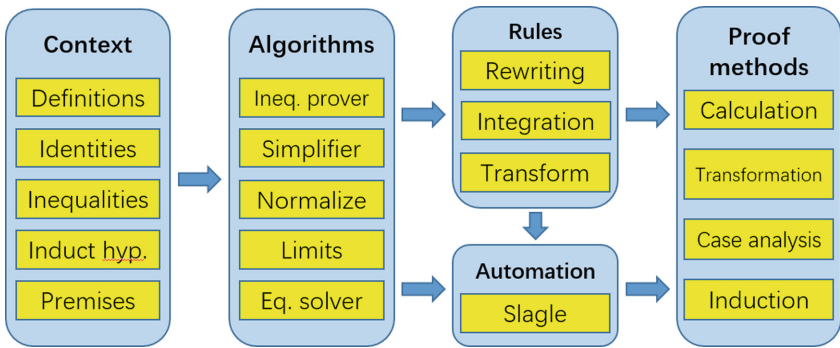 Context
Definitions
Identities
Inequalities
Induct hyp.
Premises
Algorithms
Ineq. prover
Simplifier
Normalize
Limits
Eq. solver
Rules
Rewriting
Integration
Transform
Automation
Slagle
Proof
methods
Calculation
Transformation
Case analysis
Induction